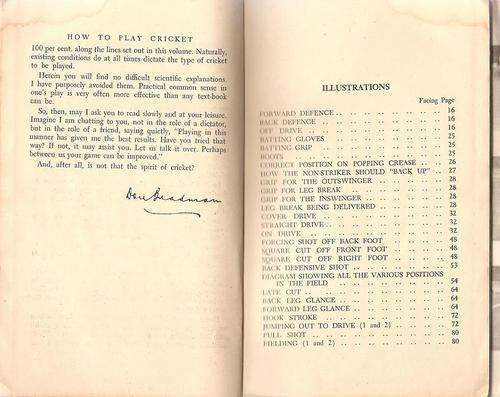 HOW TO PLAY CRICKET
100 per cent. along the lines set out in this volume. Naturally,
existing conditions do at all times dictate the type of cricket
to be played.
Herein you will find no difficult scientific explanations.
I have purposely avoided them. Practical common sense in
one's play is very often more effective than any text-book
can be.
So, then, may I ask you to read slowly and at your leisure.
Imagine I am chatting to you, not in the role of a dictator,
but in the role of a friend, saying quietly, "Playing in this
manner has given me the best results. Have you tried that
way? If not, it may assist you. Let us talk it over. Perhaps
between us your game can be improved."
And, after all, is not that the spirit of cricket?
Don Bradman
ILLUSTRATIONS
Facing Page
FORWARD DEFENCE .. .. .. .. .. .. .. 16
BACK DEFENCE .. .. .. .. .. .. .. 16
OFF DRIVE .. .. .. .. .. .. .. .. 16
BATTING GLOVES .. .. .. .. .. .. .. 25
BATTING GRIP .. .. .. .. .. .. .. 25
BOOTS .. .. .. .. .. .. .. .. .. 25
CORRECT POSITION ON POPPING CREASE .. .. 26
HOW THE NON-STRIKER SHOULD "BACK UP" .. .. 27
GRIP FOR THE OUTSWINGER .. .. .. .. .. 28
GRIP FOR LEG BREAK .. .. .. .. .. .. 28
GRIP FOR THE INSWINGER .. .. .. .. .. 28
LEG BREAK BEING DELIVERED .. .. .. .. 28
COVER DRIVE .. .. .. .. .. .. .. .. 32
STRAIGHT DRIVE .. .. .. .. .. .. .. 32
ON DRIVE .. .. .. .. .. .. .. .. 32
FORCING SHOT OFF BACK FOOT .. .. .. .. 48
SQUARE CUT OFF FRONT FOOT .. .. .. .. 48
SQUARE CUT OFF RIGHT FOOT .. .. .. .. 48
BACK DEFENSIVE SHOT .. .. .. .. .. .. 53
DIAGRAM SHOWING ALL THE VARIOUS POSITIONS
IN THE FIELD .. .. .. .. .. .. .. 54
LATE CUT .. .. .. .. .. .. .. .. 64
BACK LEG GLANCE .. .. .. .. .. .. .. 64
FORWARD LEG GLANCE .. .. .. .. .. .. 64
HOOK STROKE .. .. .. .. .. .. .. .. 72
JUMPING OUT TO DRIVE (1 and 2) .. .. .. .. 72
PULL SHOT .. .. .. .. .. .. .. .. 80
FIELDING (1 and 2) .. .. .. .. .. .. .. 80